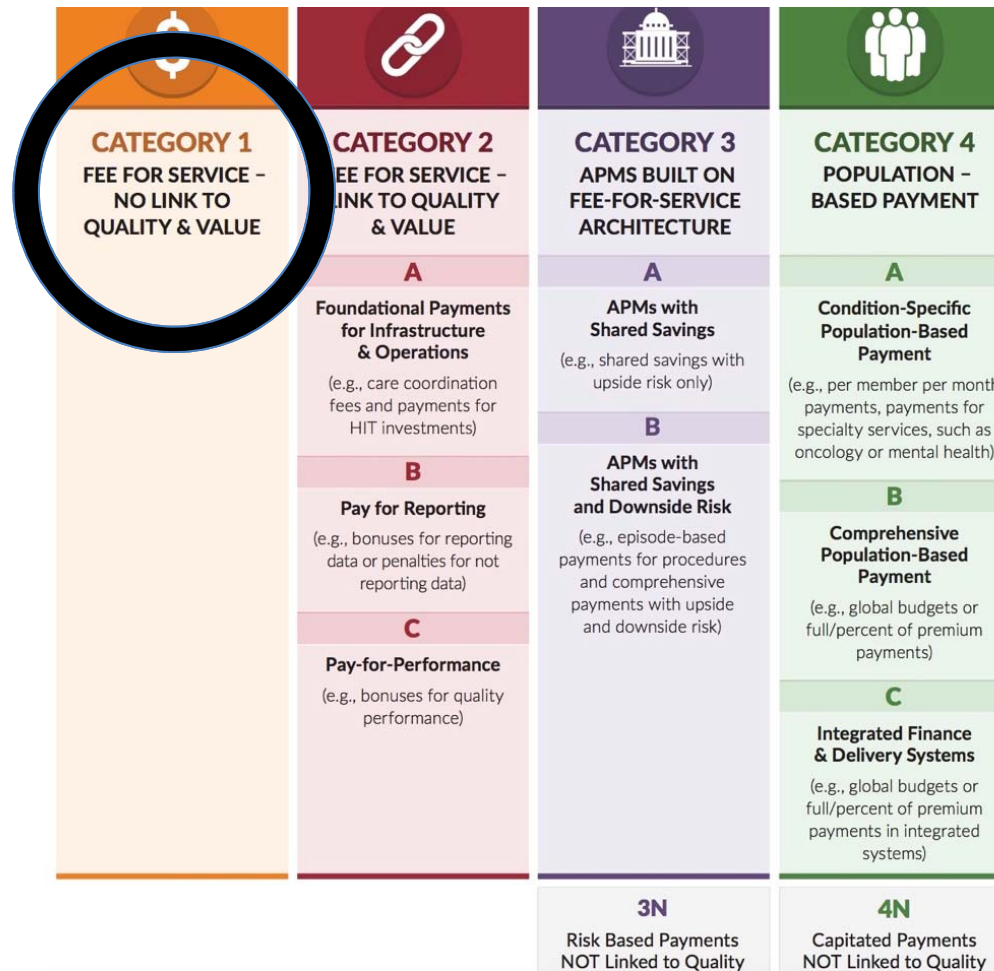 $
CATEGORY 1
FEE FOR SERVICE –
NO LINK TO
QUALITY & VALUE
CATEGORY 2
EE FOR SERVICE –
INK TO QUALITY
& VALUE
A
Foundational Payments
for Infrastructure
& Operations
(e.g., care coordination
fees and payments for
HIT investments)
B
Pay for Reporting
(e.g., bonuses for reporting
data or penalties for not
reporting data)
C
Pay-for-Performance
(e.g., bonuses for quality
performance)
CATEGORY 3
APMS BUILT ON
FEE-FOR-SERVICE
ARCHITECTURE
A
APMs with
Shared Savings
(e.g., shared savings with
upside risk only)
B
APMs with
Shared Savings
and Downside Risk
(e.g., episode-based
payments for procedures
and comprehensive
payments with upside
and downside risk)
3N
Risk Based Payments
NOT Linked to Quality
CATEGORY 4
POPULATION –
BASED PAYMENT
A
Condition-Specific
Population-Based
Payment
(e.g., per member per month
payments, payments for
specialty services, such as
oncology or mental health)
B
Comprehensive
Population-Based
Payment
(e.g., global budgets or
full/percent of premium
payments)
C
Integrated Finance
& Delivery Systems
(e.g., global budgets or
full/percent of premium
payments in integrated
systems)
4N
Capitated Payments
NOT Linked to Quality